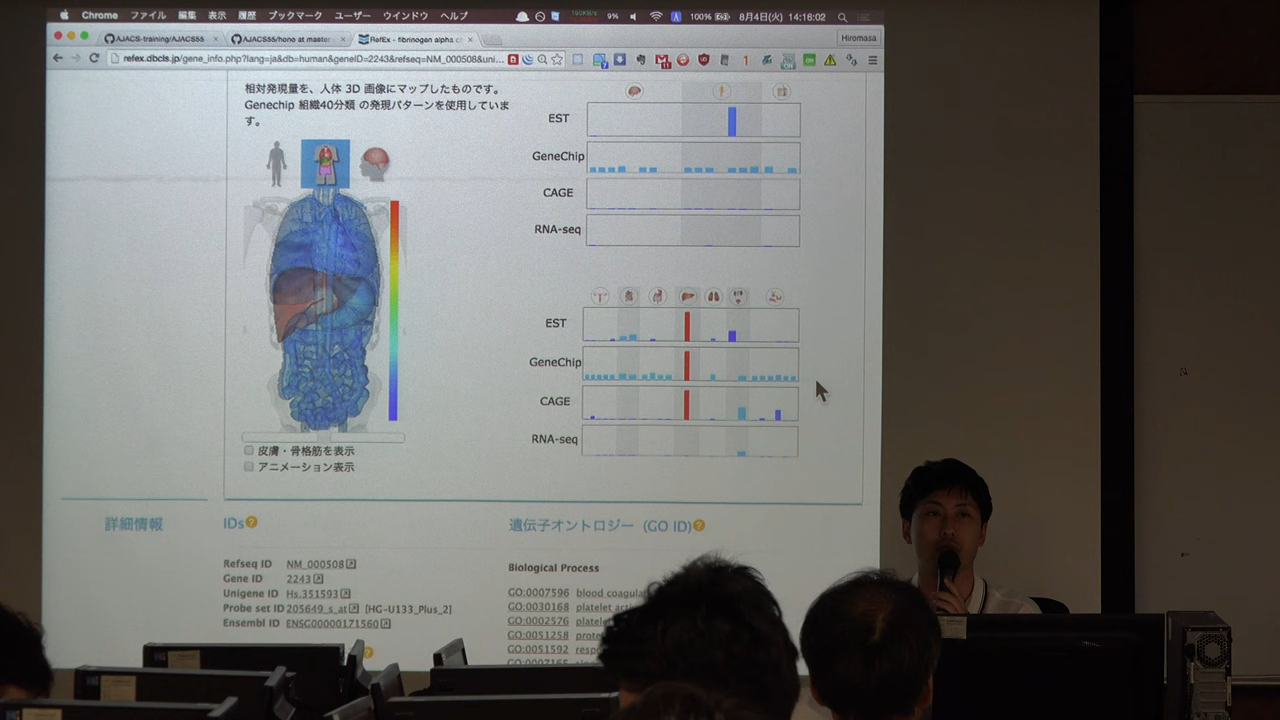 Chrome ファイル 編集 表示 履歴 ブックマーク ユーザー ウインドウ ヘルプ 9% 100% 8月4日(火) 14:16:02
AJACS-training/AJACS55 AJACS55/hono at master RefEx - fibrinogen alpha c Hiromasa
refex.dbcls.jp/gene_info.php?lang=ja&db=human&geneID=2243&refseq=NM_000508&uni...
相対発現量を、人体 3D 画像にマップしたものです。
Genechip 組織40分類 の発現パターンを使用していま
す。
EST
GeneChip
CAGE
RNA-seq
EST
GeneChip
CAGE
RNA-seq
皮膚・骨格筋を表示
アニメーション表示
詳細情報
IDs
Refseq ID NM_000508
Gene ID 2243
Unigene ID Hs.351593
Probe set ID 205649_s_at [HG-U133_Plus_2]
Ensembl ID ENSG00000171560
遺伝子オントロジー (GO ID)
Biological Process
GO:0007596 blood coagula
GO:0030168 platelet act
GO:0002576 platele
GO:0051258 prote
GO:0051592 resp
GO:0007165